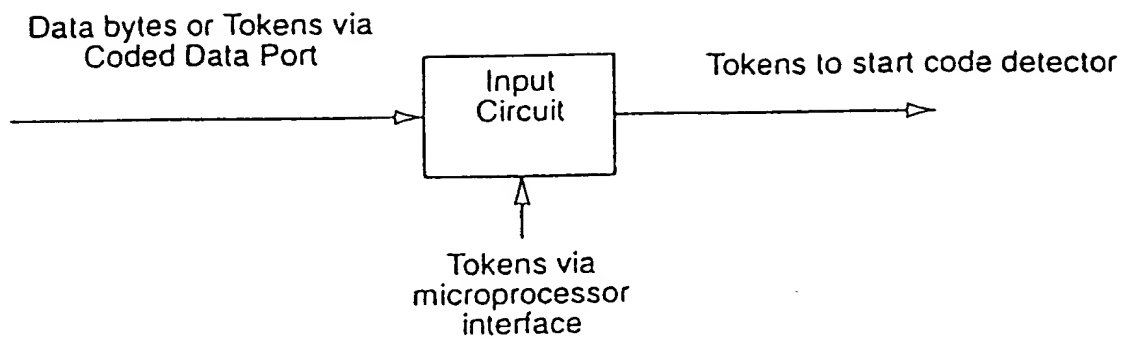 Data bytes or Tokens via
Coded Data Port
Input
Circuit
Tokens to start code detector
Tokens via
microprocessor
interface